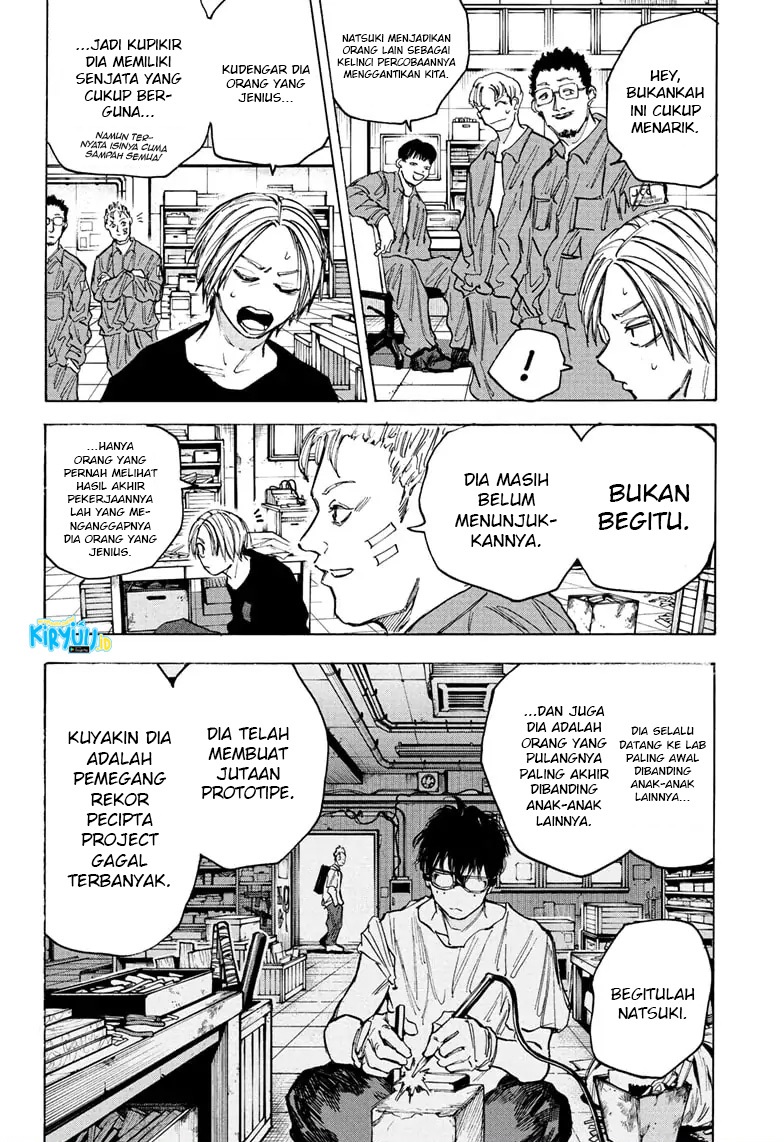 HEY,
BUKANKAH
INI CUKUP
MENARIK.
NATSUKI MENJADIKAN
ORANG LAIN SEBAGAI
KELINCI PERCOBAANNYA
MENGGANTIKAN KITA.
!
KUDENGAR DIA
ORANG YANG
JENIUS...
...JADI KUPIKIR
DIA MEMILIKI
SENJATA YANG
CUKUP BER-
GUNA...
NAMUN TER-
NYATA ISINYA CUMA
SAMPAH SEMUA!
BUKAN
BEGITU.
DIA MASIH
BELUM
MENUNJUK-
KANNYA.
...HANYA
ORANG YANG
PERNAH MELIHAT
HASIL AKHIR
PEKERJAANNYA
LAH YANG ME-
NGANGGAPNYA
DIA ORANG YANG
JENIUS.
KIRYUU.ID
DIA SELALU
DATANG KE LAB
PALING AWAL
DIBANDING
ANAK-ANAK
LAINNYA...
...DAN JUGA
DIA ADALAH
ORANG YANG
PULANGNYA
PALING AKHIR
DIBANDING
ANAK-ANAK
LAINNYA.
DIA TELAH
MEMBUAT
JUTAAN
PROTOTIPE.
KUYAKIN DIA
ADALAH
PEMEGANG
REKOR
PECIPTA
PROJECT
GAGAL
TERBANYAK.
BEGITULAH
NATSUKI.